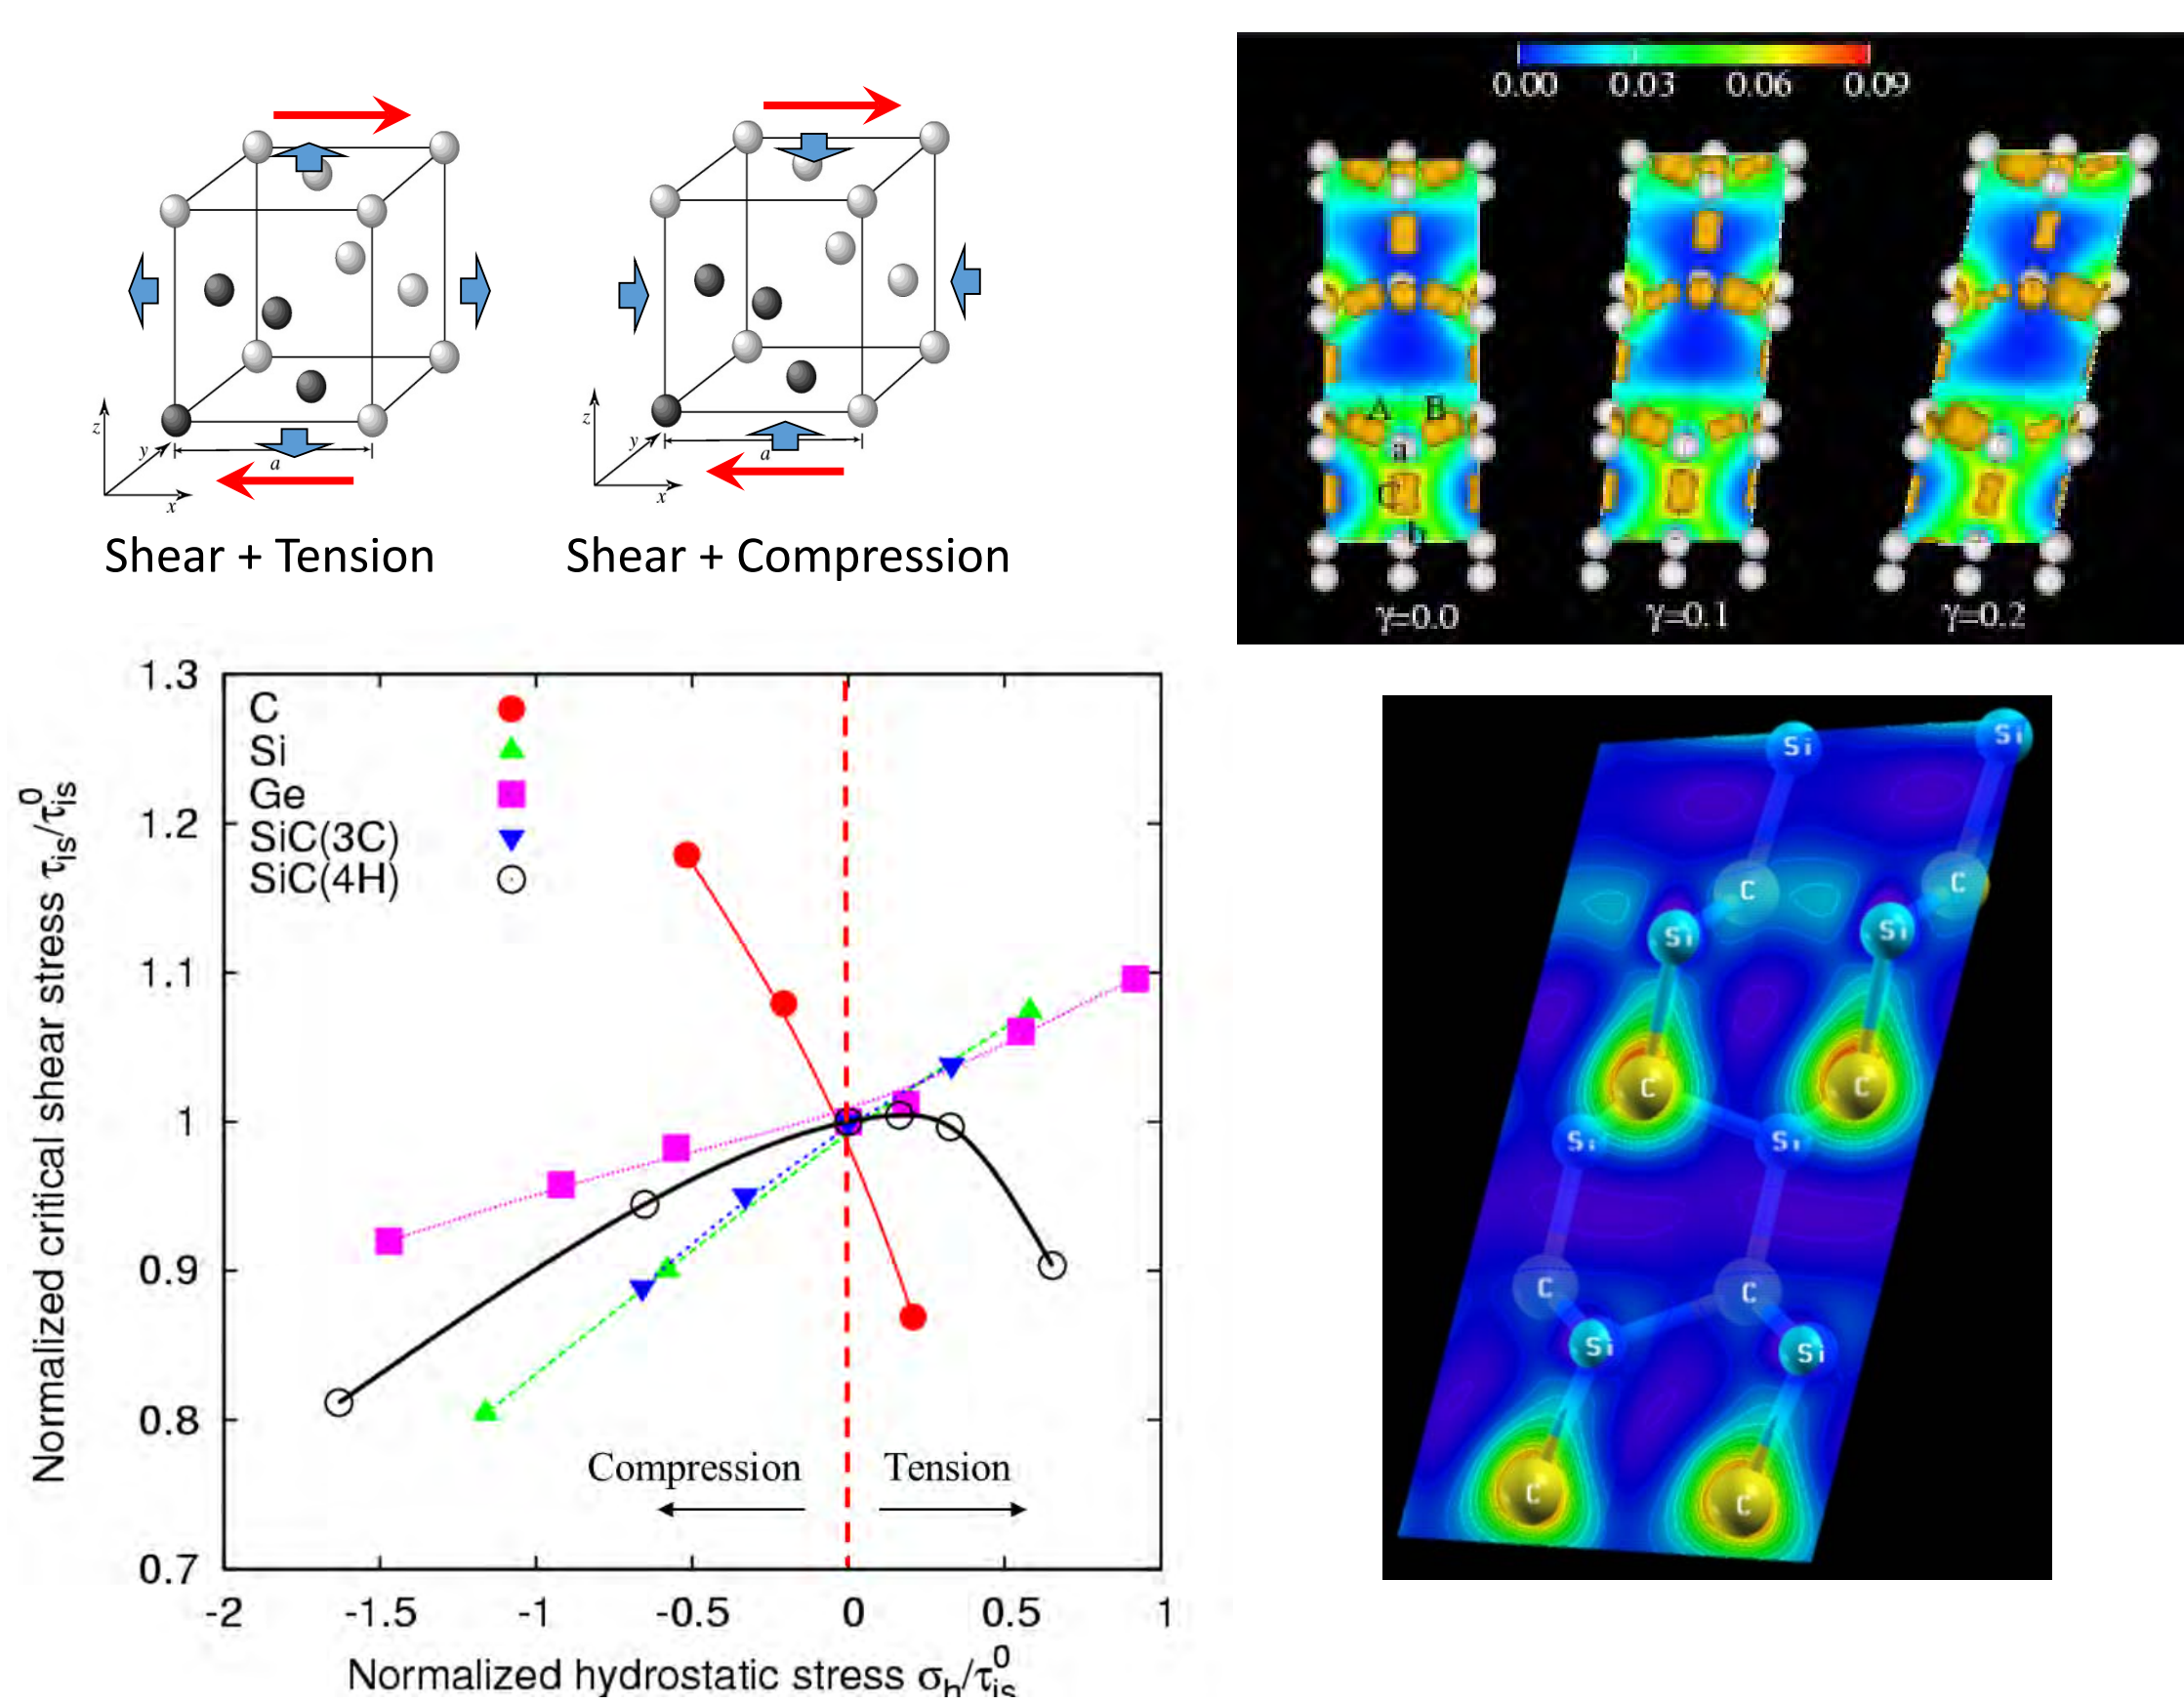 z
y
a
x
Shear + Tension
z
y
a
x
Shear + Compression
0.00 0.03 0.06 0.09
A B
a
C
b
γ=0.0 γ=0.1 γ=0.2
Normalized critical shear stress τis/τ0is
1.3
1.2
1.1
1
0.9
0.8
0.7
C
Si
Ge
SiC(3C)
SiC(4H)
Compression Tension
-2 -1.5 -1 -0.5 0 0.5 1
Normalized hydrostatic stress σh/τ0is
Si Si
C C
Si Si
C C
Si Si
C C
Si Si
C C